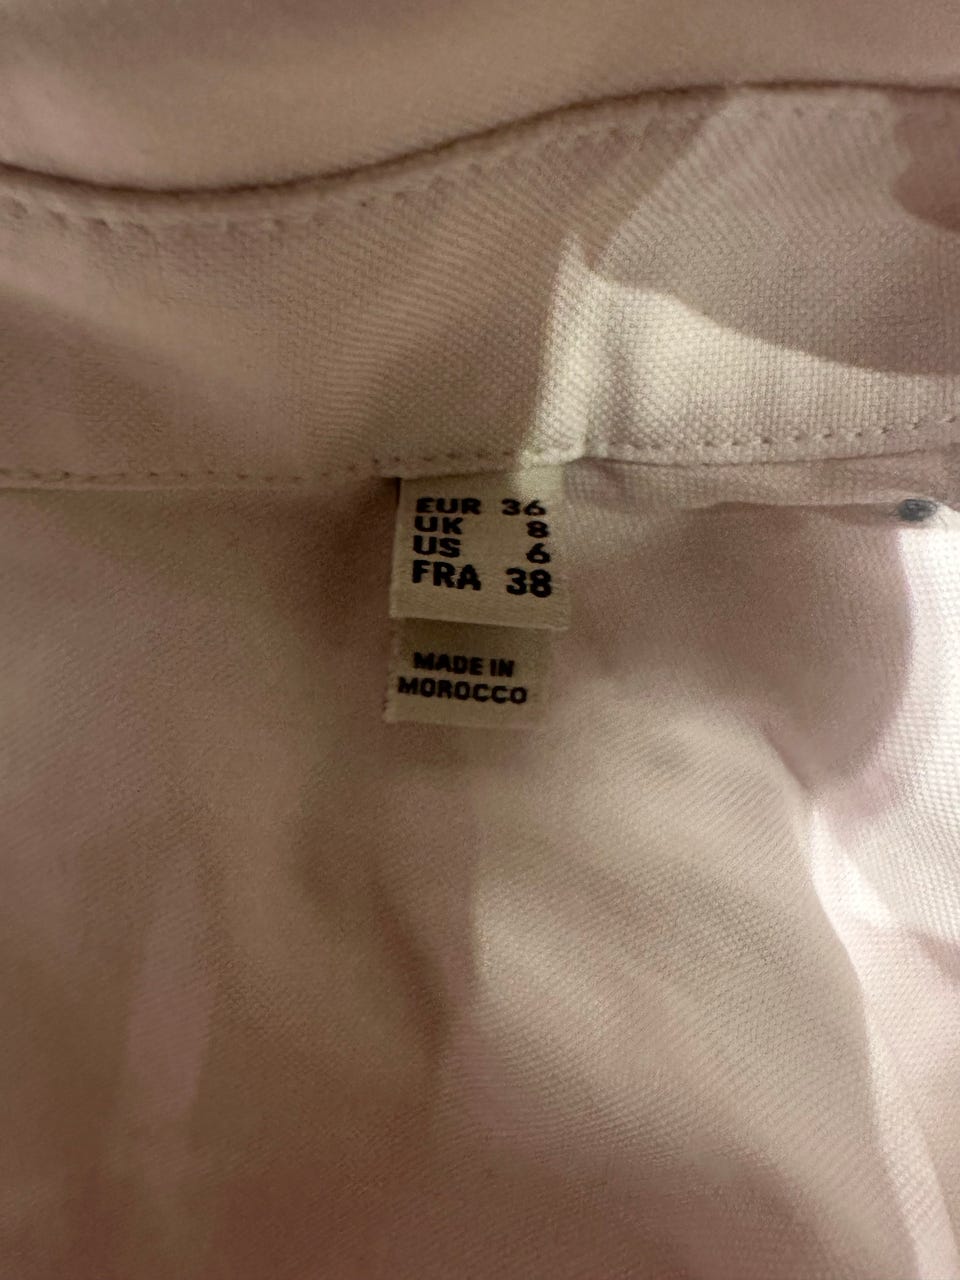 EUR 36
UK 8
US 6
FRA 38
MADE IN
MOROCCO